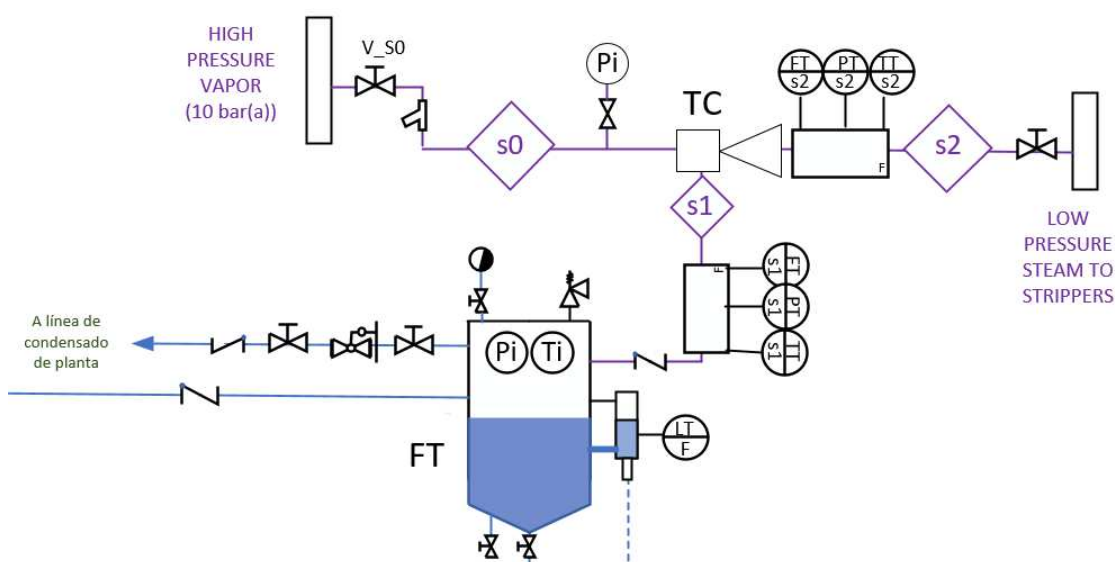 HIGH
PRESSURE
VAPOR
(10 bar(a))
V_S0
Pi
TC
FT
s2
PT
s2
TT
s2
s0
s2
s1
LOW
PRESSURE
STEAM TO
STRIPPERS
F
F
FT
s1
PT
s1
TT
s1
A línea de
condensado
de planta
Pi
Ti
FT
LT
F